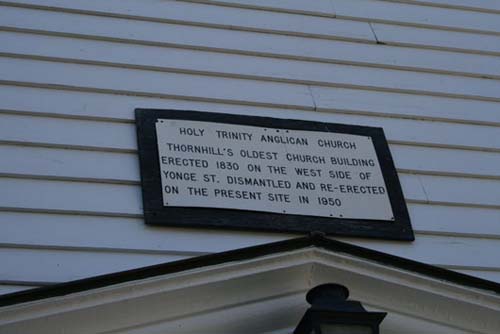 HOLY TRINITY ANGLICAN CHURCH
THORNHILL'S OLDEST CHURCH BUILDING
ERECTED 1830 ON THE WEST SIDE OF
YONGE ST. DISMANTLED AND RE-ERECTED
ON THE PRESENT SITE IN 1950